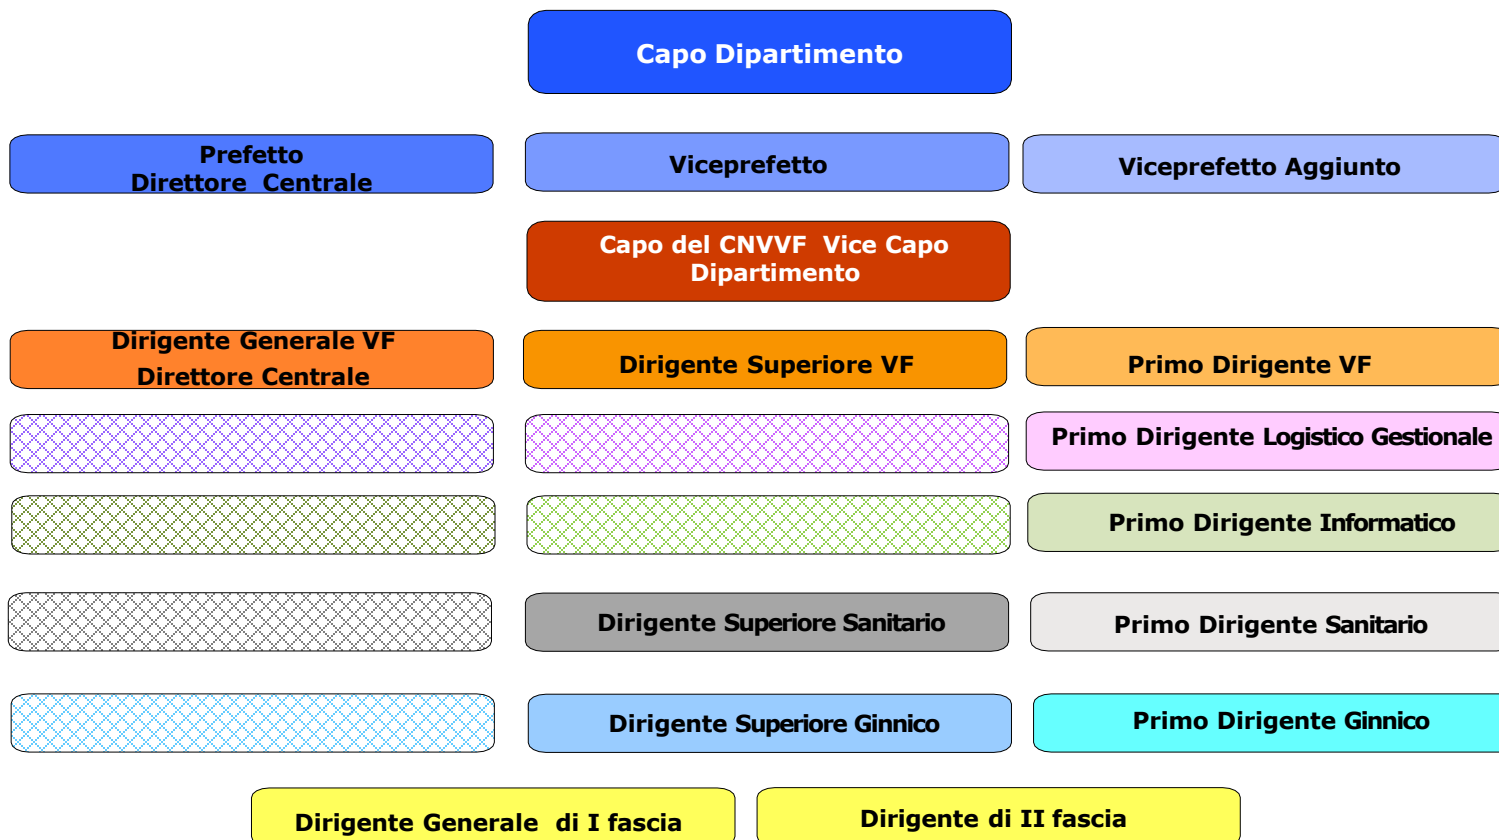 Capo Dipartimento
Prefetto
Direttore Centrale
Viceprefetto
Viceprefetto Aggiunto
Capo del CNVVF Vice Capo
Dipartimento
Dirigente Generale VF
Direttore Centrale
Dirigente Superiore VF
Primo Dirigente VF
Primo Dirigente Logistico Gestionale
Primo Dirigente Informatico
Dirigente Superiore Sanitario
Primo Dirigente Sanitario
Dirigente Superiore Ginnico
Primo Dirigente Ginnico
Dirigente Generale di I fascia
Dirigente di II fascia